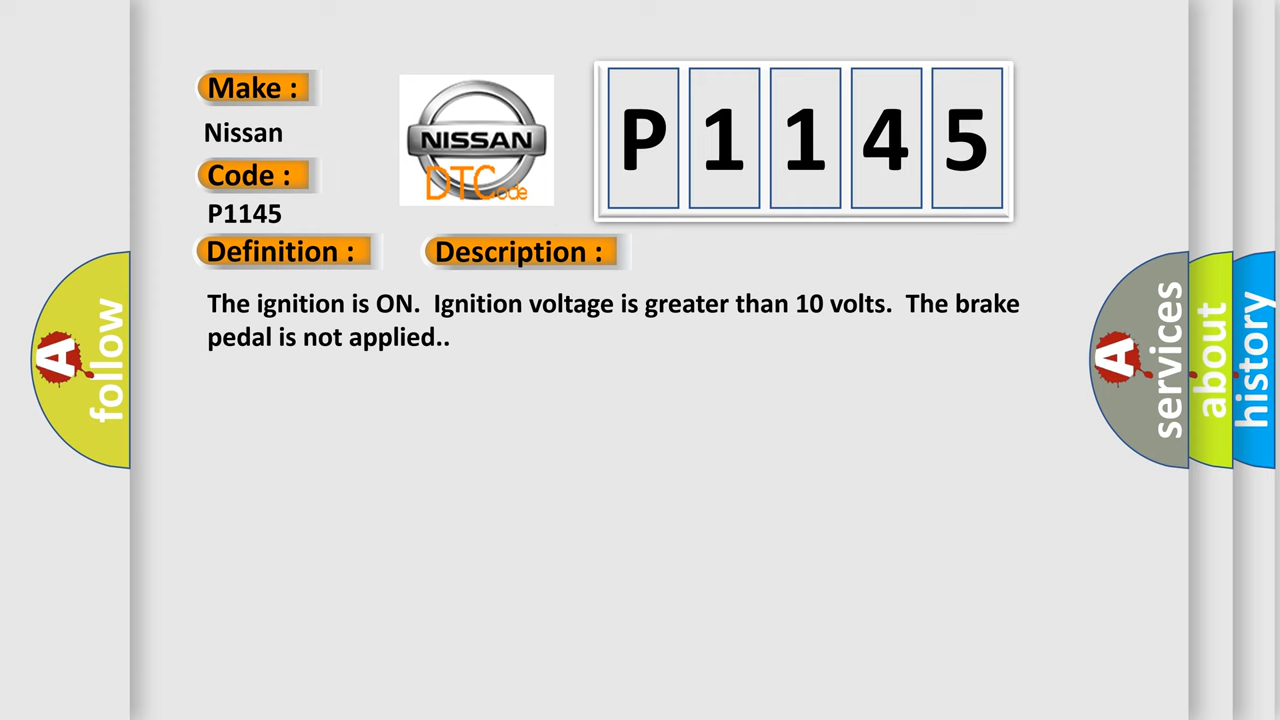 Make :
Nissan
Code :
P1145
NISSAN
DTCode
P 1 1 4 5
Definition :
Description :
The ignition is ON. Ignition voltage is greater than 10 volts. The brake
pedal is not applied..
A follow
A services
about
history